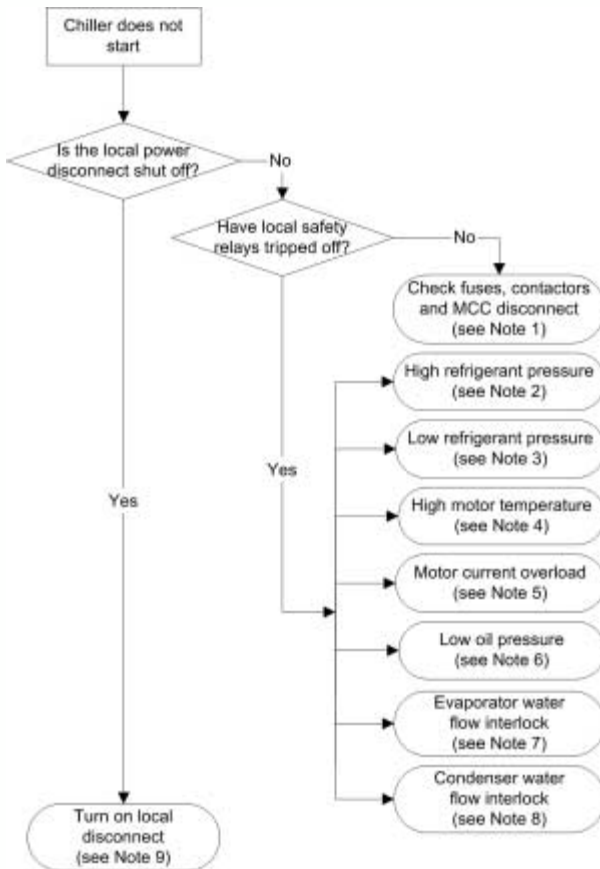 Chiller does not
start
Is the local power
disconnect shut off?
No
Have local safety
relays tripped off?
No
Check fuses, contactors
and MCC disconnect
(see Note 1)
High refrigerant pressure
(see Note 2)
Low refrigerant pressure
(see Note 3)
Yes
High motor temperature
(see Note 4)
Yes
Motor current overload
(see Note 5)
Low oil pressure
(see Note 6)
Evaporator water
flow interlock
(see Note 7)
Condenser water
flow interlock
(see Note 8)
Turn on local
disconnect
(see Note 9)